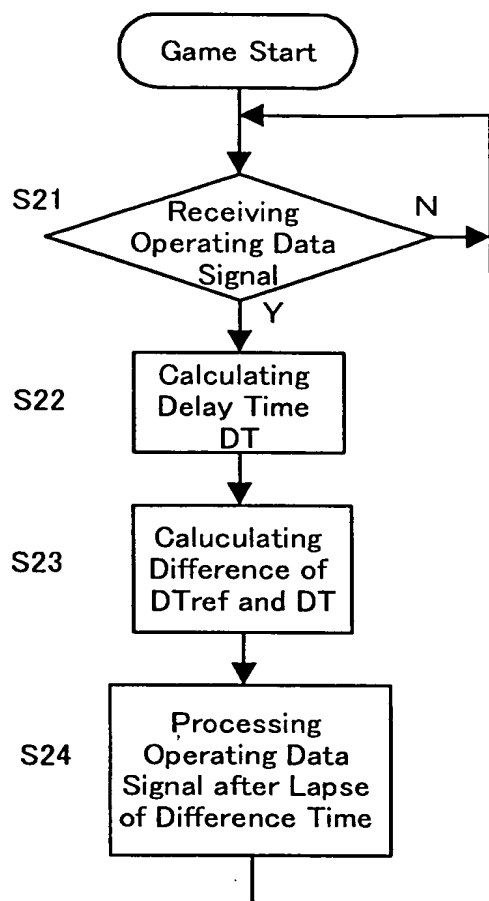 Game Start
S21
Receiving
N
Operating Data
Signal
Y
S22
Calculating
Delay Time
DT
S23
Caluculating
Difference of
DTref and DT
S24
Processing
Operating Data
Signal after Lapse
of Difference Time